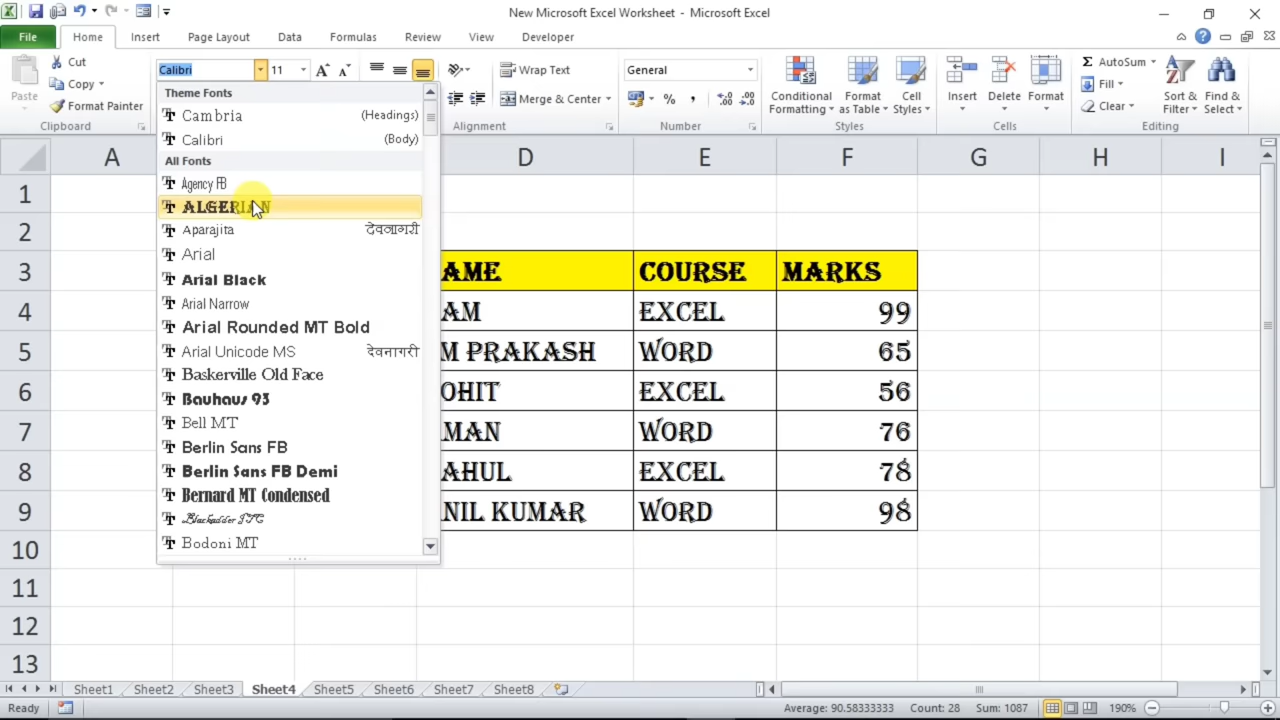 New Microsoft Excel Worksheet - Microsoft Excel
File Home Insert Page Layout Data Formulas Review View Developer
Paste
Cut
Copy
Format Painter
Clipboard
Calibri 11
Wrap Text
Merge & Center
Alignment
General
% ,
Number
Conditional Formatting
Format as Table
Cell Styles
Styles
Insert Delete Format
Cells
Σ AutoSum
Fill
Clear
Sort & Filter
Find & Select
Editing
Theme Fonts
Cambria (Headings)
Calibri (Body)
All Fonts
Agency FB
ALGERIAN
Aparajita देवनागरी
Arial
Arial Black
Arial Narrow
Arial Rounded MT Bold
Arial Unicode MS देवनागरी
Baskerville Old Face
Bauhaus 93
Bell MT
Berlin Sans FB
Berlin Sans FB Demi
Bernard MT Condensed
Blackadder ITC
Bodoni MT
A D E F G H I
1
2
3 AME COURSE MARKS
4 AM EXCEL 99
5 M PRAKASH WORD 65
6 OHIT EXCEL 56
7 MAN WORD 76
8 AHUL EXCEL 78
9 NIL KUMAR WORD 98
10
11
12
13
Sheet1 Sheet2 Sheet3 Sheet4 Sheet5 Sheet6 Sheet7 Sheet8
Ready Average: 90.58333333 Count: 28 Sum: 1087 190%